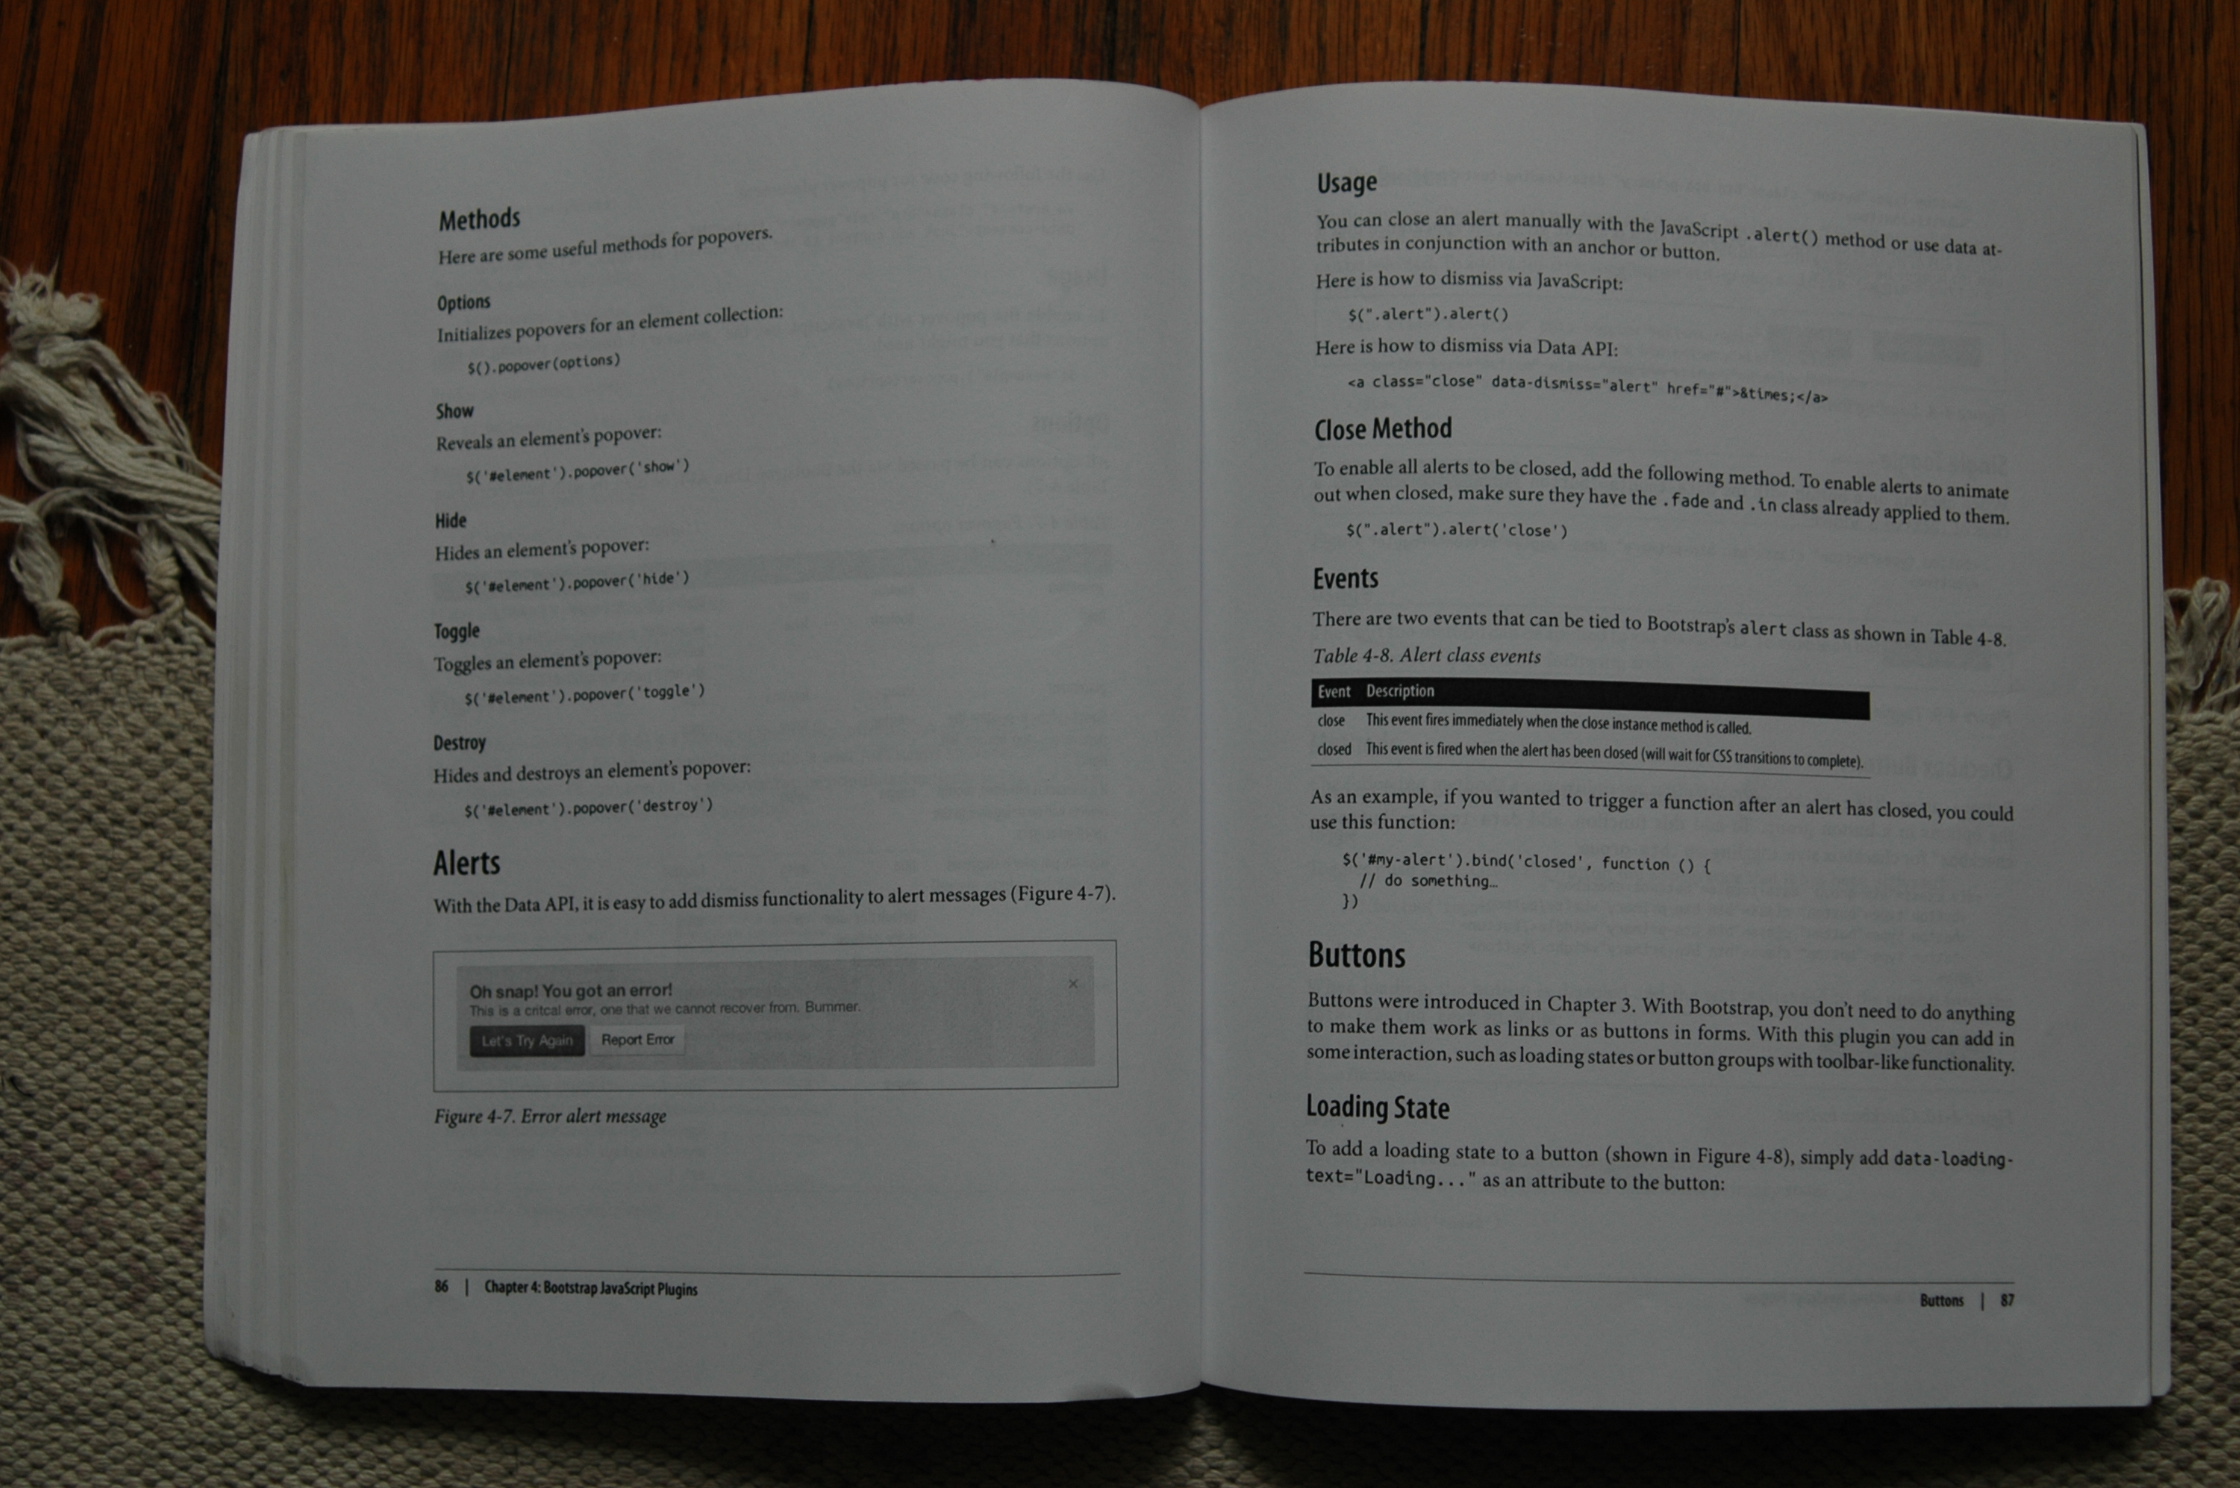 Methods
Here are some useful methods for popovers.
Options
Initializes popovers for an element collection:
$().popover(options)
Show
Reveals an element's popover:
$('#element').popover('show')
Hide
Hides an element's popover:
$('#element').popover('hide')
Toggle
Toggles an element's popover:
$('#element').popover('toggle')
Destroy
Hides and destroys an element's popover:
$('#element').popover('destroy')
Alerts
With the Data API, it is easy to add dismiss functionality to alert messages (Figure 4-7).
Oh snap! You got an error! ×
This is a critcal error, one that we cannot recover from. Bummer.
Let's Try Again Report Error
Figure 4-7. Error alert message
86 | Chapter 4: Bootstrap JavaScript Plugins
Usage
You can close an alert manually with the JavaScript .alert() method or use data at-
tributes in conjunction with an anchor or button.
Here is how to dismiss via JavaScript:
$(".alert").alert()
Here is how to dismiss via Data API:
<a class="close" data-dismiss="alert" href="#">&times;</a>
Close Method
To enable all alerts to be closed, add the following method. To enable alerts to animate
out when closed, make sure they have the .fade and .in class already applied to them.
$(".alert").alert('close')
Events
There are two events that can be tied to Bootstrap's alert class as shown in Table 4-8.
Table 4-8. Alert class events
Event Description
close This event fires immediately when the close instance method is called.
closed This event is fired when the alert has been closed (will wait for CSS transitions to complete).
As an example, if you wanted to trigger a function after an alert has closed, you could
use this function:
$('#my-alert').bind('closed', function () {
// do something…
})
Buttons
Buttons were introduced in Chapter 3. With Bootstrap, you don't need to do anything
to make them work as links or as buttons in forms. With this plugin you can add in
some interaction, such as loading states or button groups with toolbar-like functionality.
Loading State
To add a loading state to a button (shown in Figure 4-8), simply add data-loading-
text="Loading..." as an attribute to the button:
Buttons | 87